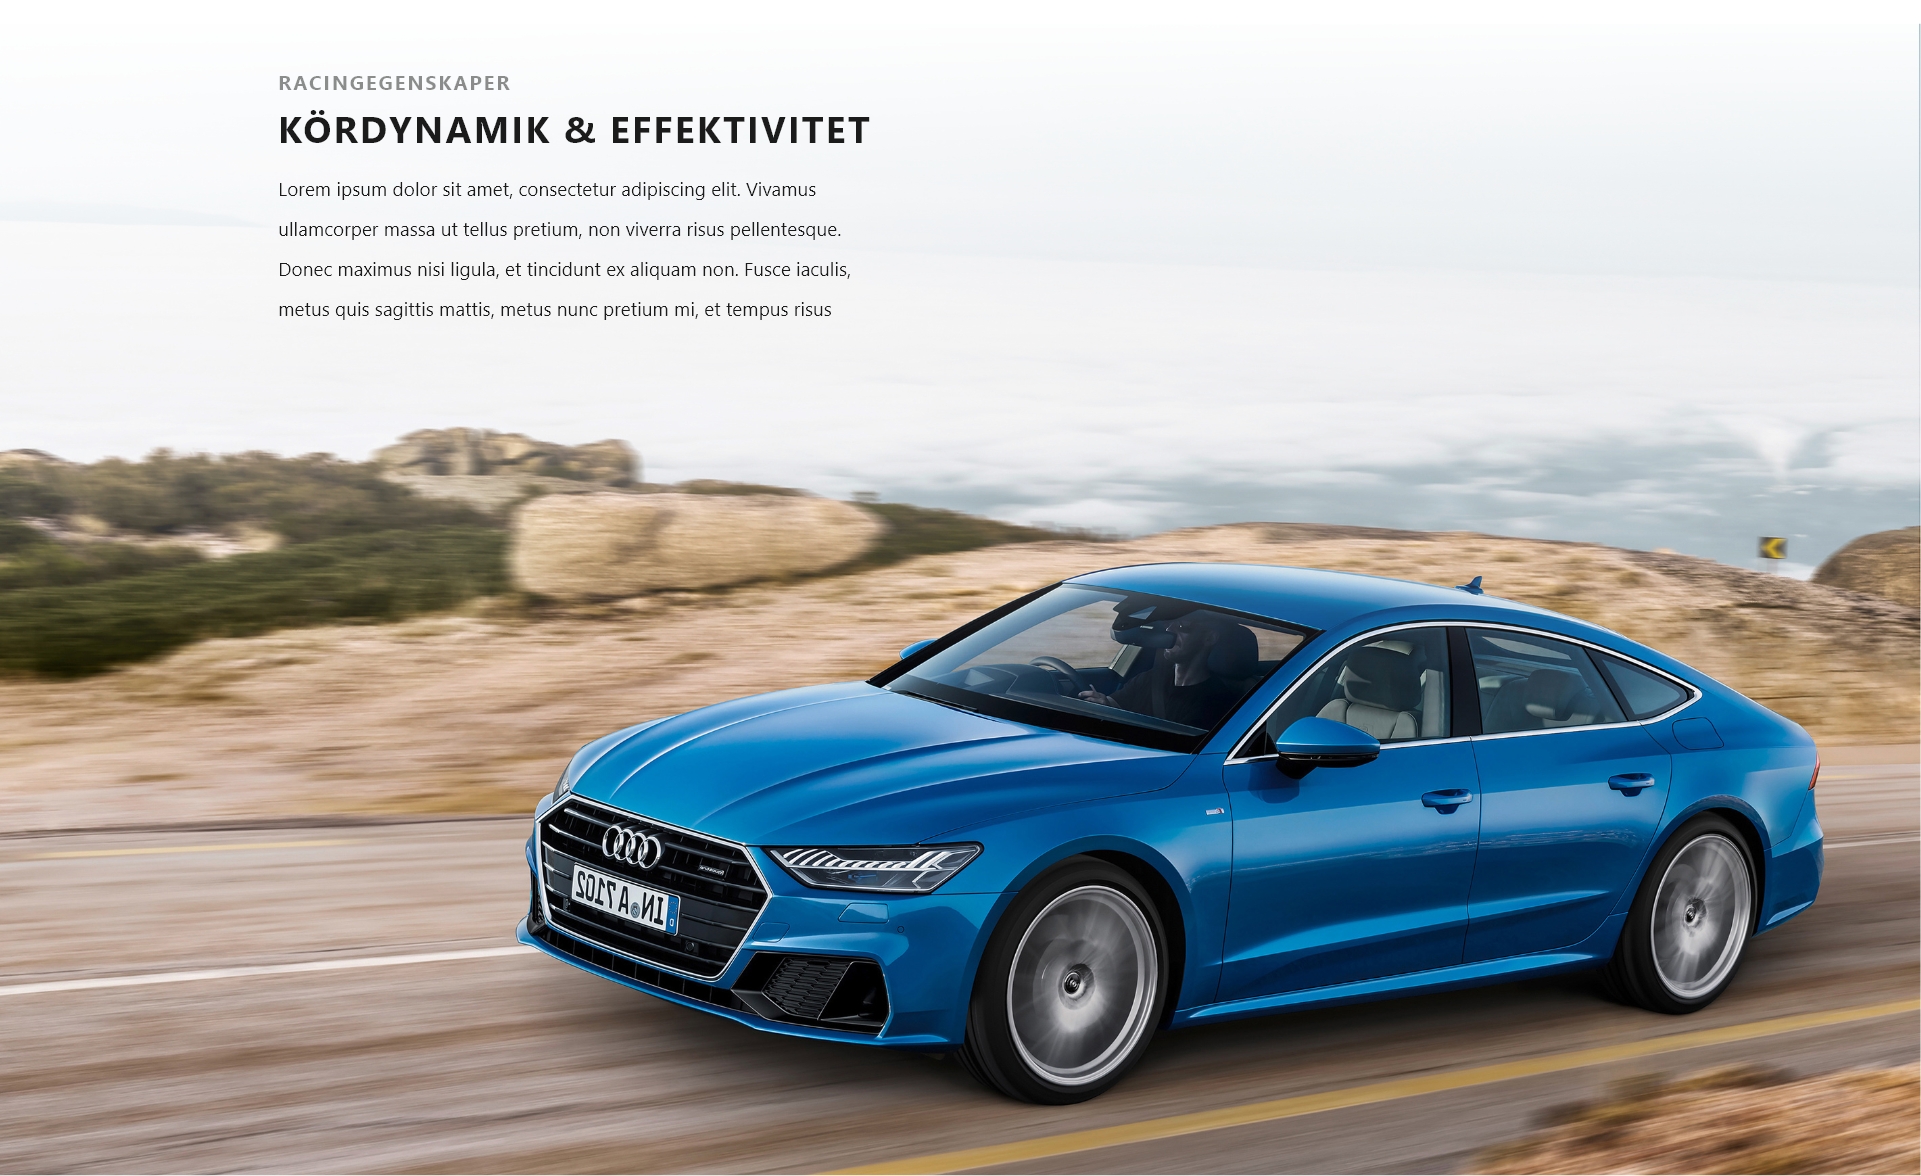 RACINGEGENSKAPER
KÖRDYNAMIK & EFFEKTIVITET
Lorem ipsum dolor sit amet, consectetur adipiscing elit. Vivamus
ullamcorper massa ut tellus pretium, non viverra risus pellentesque.
Donec maximus nisi ligula, et tincidunt ex aliquam non. Fusce iaculis,
metus quis sagittis mattis, metus nunc pretium mi, et tempus risus
IN A 7102